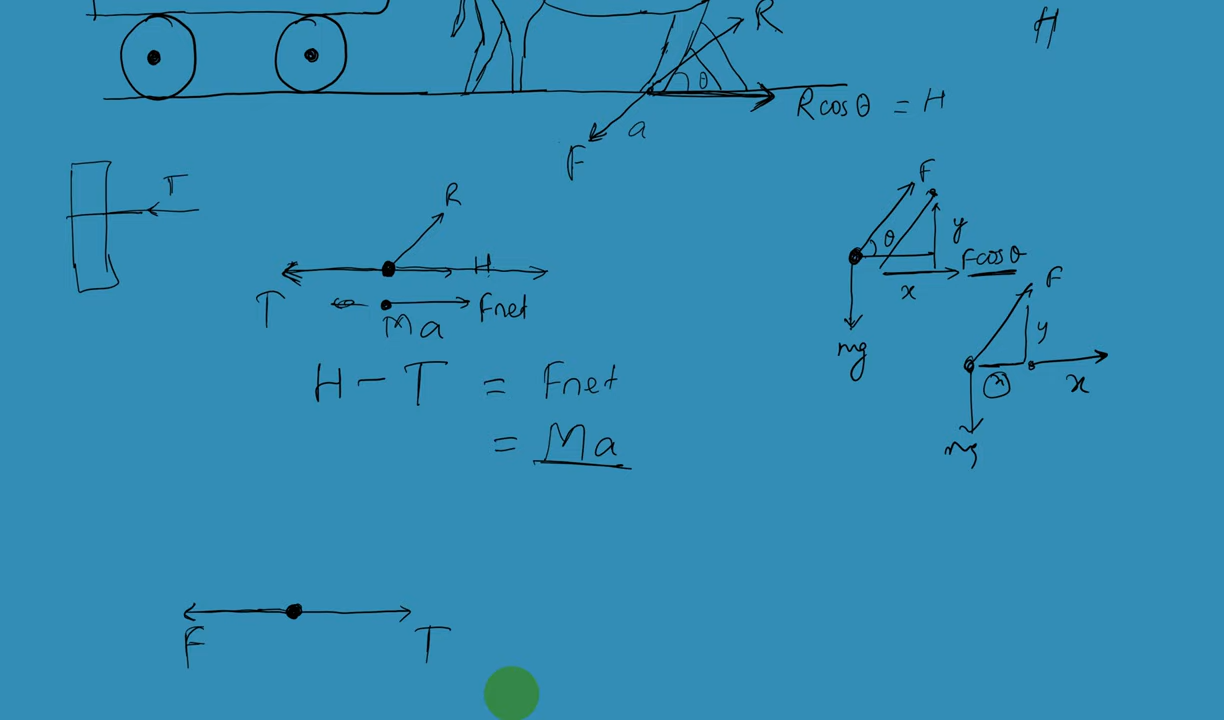 R
H
θ
R cos θ = H
a
F
T
F
R
θ
y
H
F cos θ
x
F
T
Fnet
Ma
y
mg
H - T = Fnet
x
x
= Ma
mg
F
T